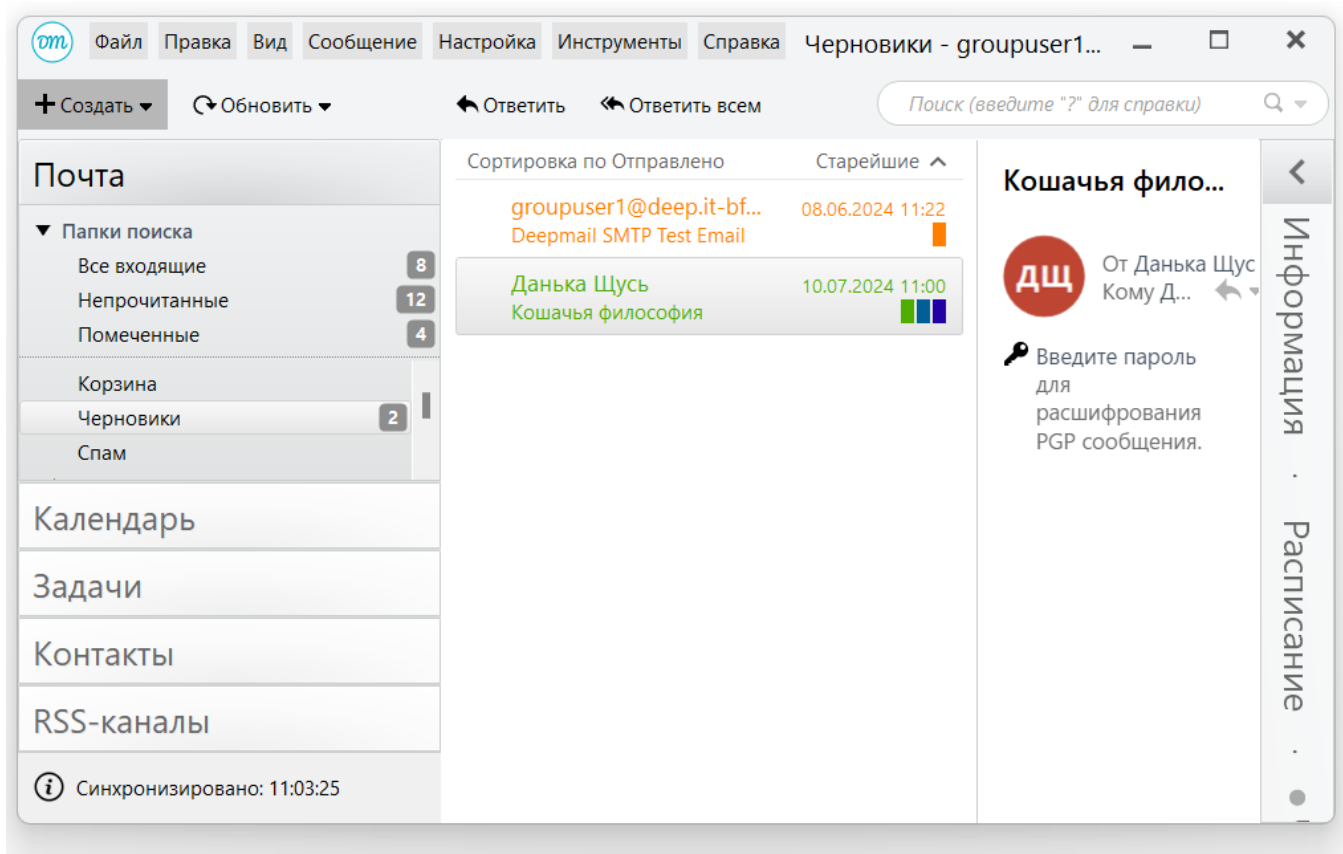 дт Файл Правка Вид Сообщение Настройка Инструменты Справка Черновики - groupuser1...
Создать Обновить Ответить Ответить всем Поиск (введите "?" для справки)
Почта
Папки поиска
Все входящие 8
Непрочитанные 12
Помеченные 4
Корзина
Черновики 2
Спам
Календарь
Задачи
Контакты
RSS-каналы
Синхронизировано: 11:03:25
Сортировка по Отправлено Старейшие
groupuser1@deep.it-bf... 08.06.2024 11:22
Deepmail SMTP Test Email
Данька Щусь 10.07.2024 11:00
Кошачья философия
Кошачья фило...
ДЩ
От Данька Щус
Кому Д...
Введите пароль
для
расшифрования
PGP сообщения.
Информация
Расписание